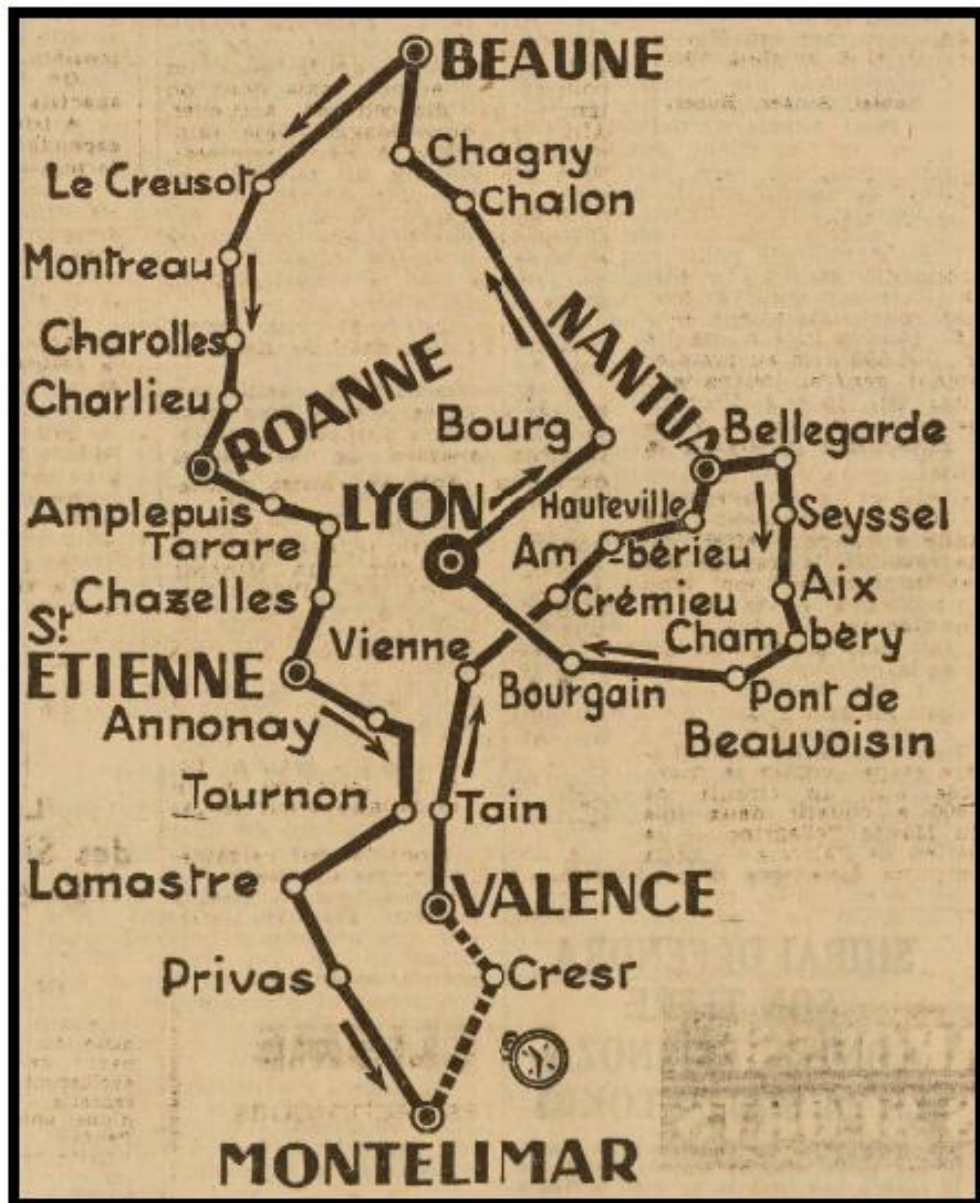 BEAUNE
Chagny
Le Creusot
Chalon
Montreau
NANTUA
Charolles
ROANNE
Charlieu
Bourg
Bellegarde
Amplepuis
LYON
Hauteville
Seyssel
Tarare
Am-bérieu
Chazelles
Crémieu
Aix
St
ETIENNE
Vienne
Chambéry
Bourgain
Pont de
Beauvoisin
Annonay
Tournon
Tain
Lamastre
VALENCE
Privas
Cresr
MONTELIMAR